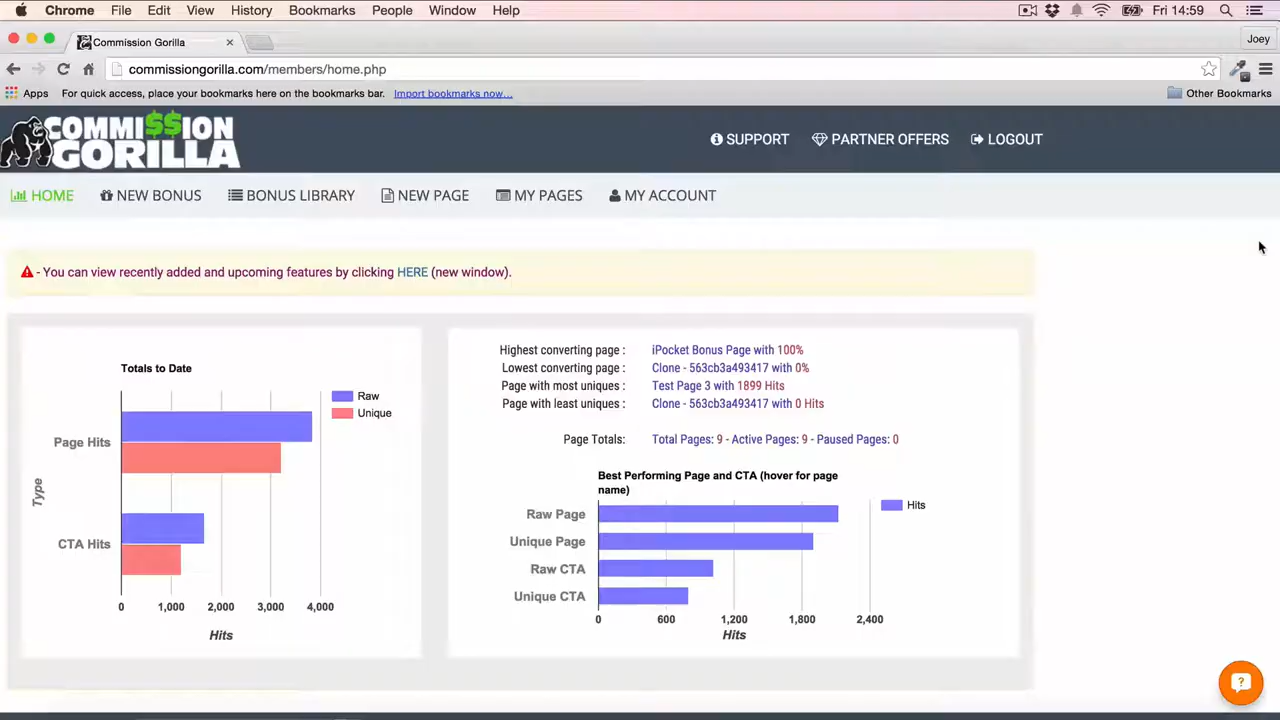 Chrome File Edit View History Bookmarks People Window Help Fri 14:59
Commission Gorilla Joey
commissiongorilla.com/members/home.php
Apps For quick access, place your bookmarks here on the bookmarks bar. Import bookmarks now... Other Bookmarks
COMMI$$ION
GORILLA
SUPPORT PARTNER OFFERS LOGOUT
HOME NEW BONUS BONUS LIBRARY NEW PAGE MY PAGES MY ACCOUNT
- You can view recently added and upcoming features by clicking HERE (new window).
Totals to Date
Raw
Unique
Page Hits
CTA Hits
Type
0 1,000 2,000 3,000 4,000
Hits
Highest converting page : iPocket Bonus Page with 100%
Lowest converting page : Clone - 563cb3a493417 with 0%
Page with most uniques : Test Page 3 with 1899 Hits
Page with least uniques : Clone - 563cb3a493417 with 0 Hits
Page Totals: Total Pages: 9 - Active Pages: 9 - Paused Pages: 0
Best Performing Page and CTA (hover for page
name)
Hits
Raw Page
Unique Page
Raw CTA
Unique CTA
0 600 1,200 1,800 2,400
Hits
?